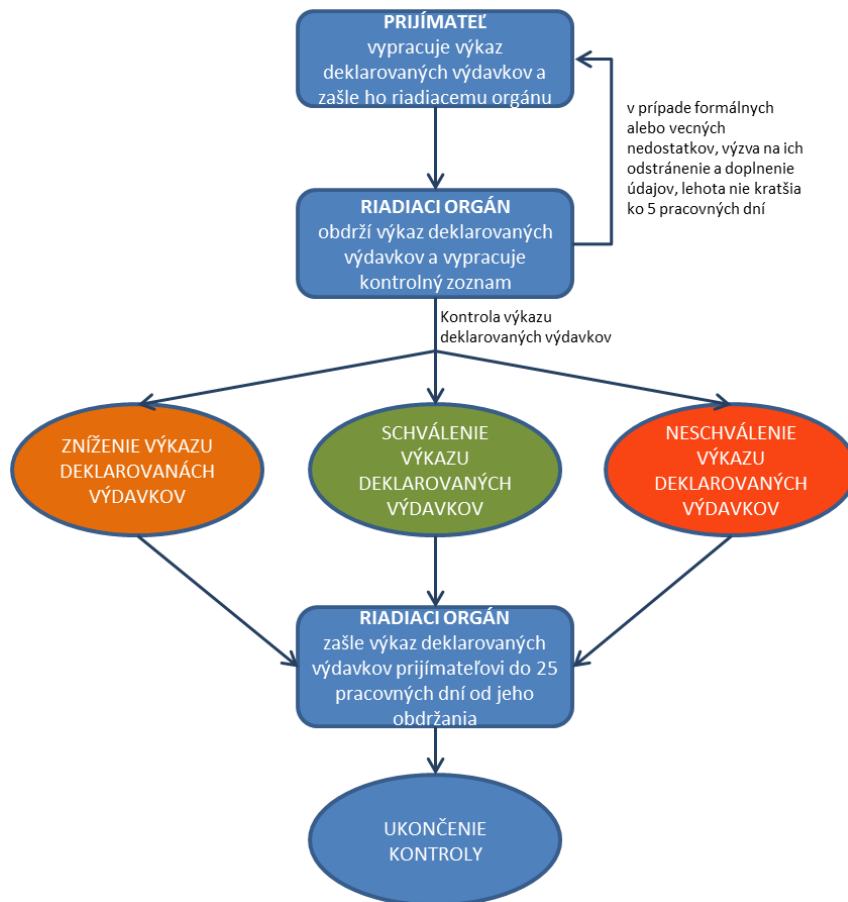 PRIJÍMATEĽ
vypracuje výkaz
deklarovaných výdavkov a
zašle ho riadiacemu orgánu
v prípade formálnych
alebo vecných
nedostatkov, výzva na ich
odstránenie a doplnenie
údajov, lehota nie kratšia
ko 5 pracovných dní
RIADIACI ORGÁN
obdrží výkaz deklarovaných
výdavkov a vypracuje
kontrolný zoznam
Kontrola výkazu
deklarovaných výdavkov
ZNÍŽENIE VÝKAZU
DEKLAROVANÁCH
VÝDAVKOV
SCHVÁLENIE
VÝKAZU
DEKLAROVANÝCH
VÝDAVKOV
NESCHVÁLENIE
VÝKAZU
DEKLAROVANÝCH
VÝDAVKOV
RIADIACI ORGÁN
zašle výkaz deklarovaných
výdavkov prijímateľovi do 25
pracovných dní od jeho
obdržania
UKONČENIE
KONTROLY